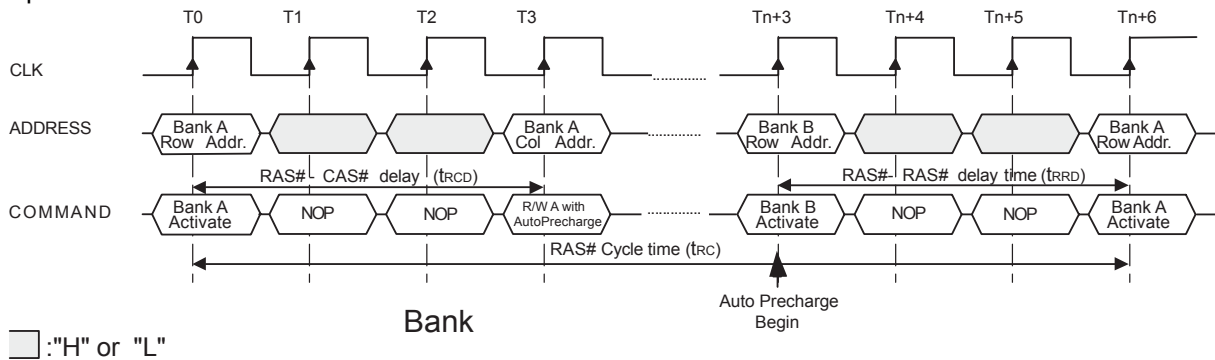 T0 T1 T2 T3 Tn+3 Tn+4 Tn+5 Tn+6
CLK
ADDRESS
Bank A
Row Addr.
Bank A
Col Addr.
Bank B
Row Addr.
Bank A
Row Addr.
RAS# - CAS# delay (tRCD)
RAS#- RAS# delay time (tRRD)
COMMAND
Bank A
Activate
NOP
NOP
R/W A with
AutoPrecharge
Bank B
Activate
NOP
NOP
Bank A
Activate
RAS# Cycle time (tRC)
Auto Precharge
Begin
Bank
:"H" or "L"